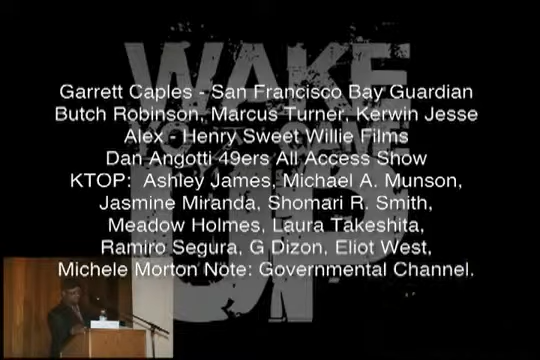 WAKE
UP
Garrett Caples - San Francisco Bay Guardian
Butch Robinson, Marcus Turner, Kerwin Jesse
Alex - Henry Sweet Willie Films
Dan Angotti 49ers All Access Show
KTOP:  Ashley James, Michael A. Munson,
Jasmine Miranda, Shomari R. Smith,
Meadow Holmes, Laura Takeshita,
Ramiro Segura, G Dizon, Eliot West,
Michele Morton Note: Governmental Channel.